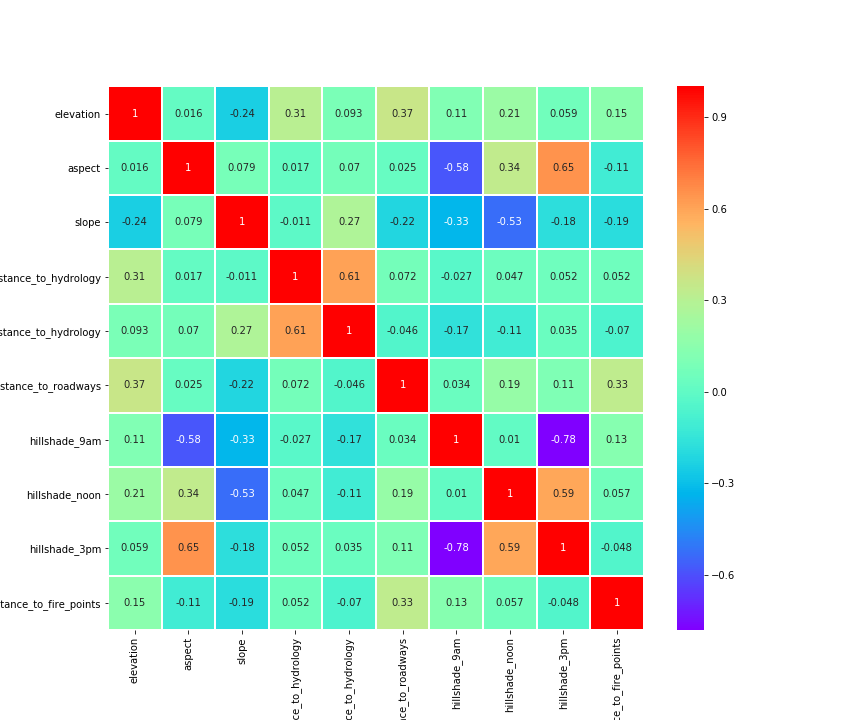 elevation 1 0.016 -0.24 0.31 0.093 0.37 0.11 0.21 0.059 0.15
aspect 0.016 1 0.079 0.017 0.07 0.025 -0.58 0.34 0.65 -0.11
slope -0.24 0.079 1 -0.011 0.27 -0.22 -0.33 -0.53 -0.18 -0.19
stance_to_hydrology 0.31 0.017 -0.011 1 0.61 0.072 -0.027 0.047 0.052 0.052
stance_to_hydrology 0.093 0.07 0.27 0.61 1 -0.046 -0.17 -0.11 0.035 -0.07
stance_to_roadways 0.37 0.025 -0.22 0.072 -0.046 1 0.034 0.19 0.11 0.33
hillshade_9am 0.11 -0.58 -0.33 -0.027 -0.17 0.034 1 0.01 -0.78 0.13
hillshade_noon 0.21 0.34 -0.53 0.047 -0.11 0.19 0.01 1 0.59 0.057
hillshade_3pm 0.059 0.65 -0.18 0.052 0.035 0.11 -0.78 0.59 1 -0.048
tance_to_fire_points 0.15 -0.11 -0.19 0.052 -0.07 0.33 0.13 0.057 -0.048 1
elevation
aspect
slope
ce_to_hydrology
ce_to_hydrology
nce_to_roadways
hillshade_9am
hillshade_noon
hillshade_3pm
ce_to_fire_points
0.9
0.6
0.3
0.0
−0.3
−0.6